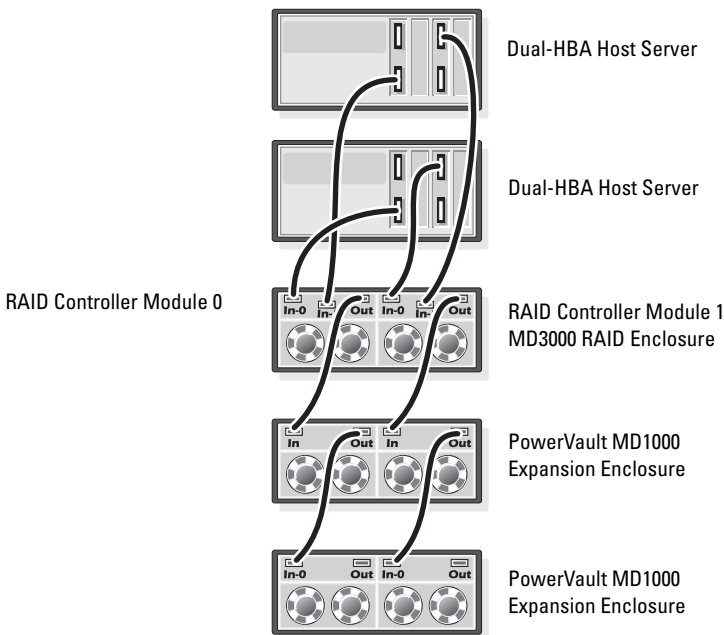 Dual-HBA Host Server
Dual-HBA Host Server
RAID Controller Module 0
In-0 In- Out In-0 In- Out
RAID Controller Module 1
MD3000 RAID Enclosure
In Out In Out
PowerVault MD1000
Expansion Enclosure
In-0 Out In-0 Out
PowerVault MD1000
Expansion Enclosure